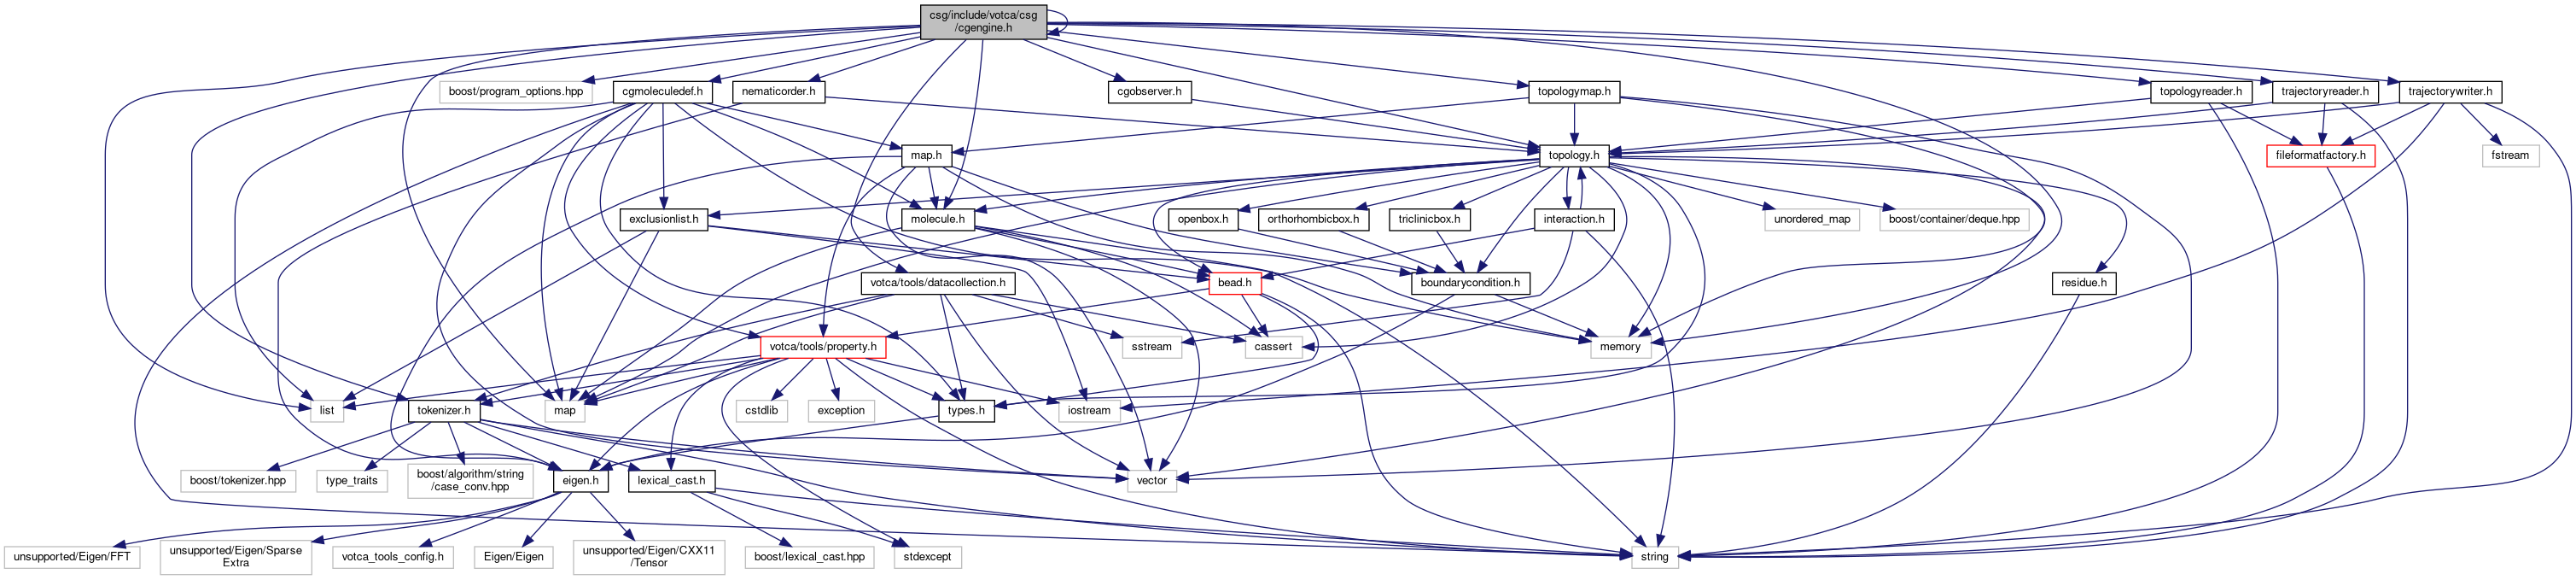 csg/include/votca/csg
/cgengine.h
boost/program_options.hpp
cgmoleculedef.h
nematicorder.h
cgobserver.h
topologymap.h
topologyreader.h
trajectoryreader.h
trajectorywriter.h
map.h
topology.h
fileformatfactory.h
fstream
exclusionlist.h
molecule.h
openbox.h
orthorhombicbox.h
triclinicbox.h
interaction.h
unordered_map
boost/container/deque.hpp
votca/tools/datacollection.h
bead.h
boundarycondition.h
residue.h
votca/tools/property.h
sstream
cassert
memory
list
tokenizer.h
map
cstdlib
exception
types.h
iostream
boost/tokenizer.hpp
type_traits
boost/algorithm/string
/case_conv.hpp
eigen.h
lexical_cast.h
vector
unsupported/Eigen/FFT
unsupported/Eigen/Sparse
Extra
votca_tools_config.h
Eigen/Eigen
unsupported/Eigen/CXX11
/Tensor
boost/lexical_cast.hpp
stdexcept
string